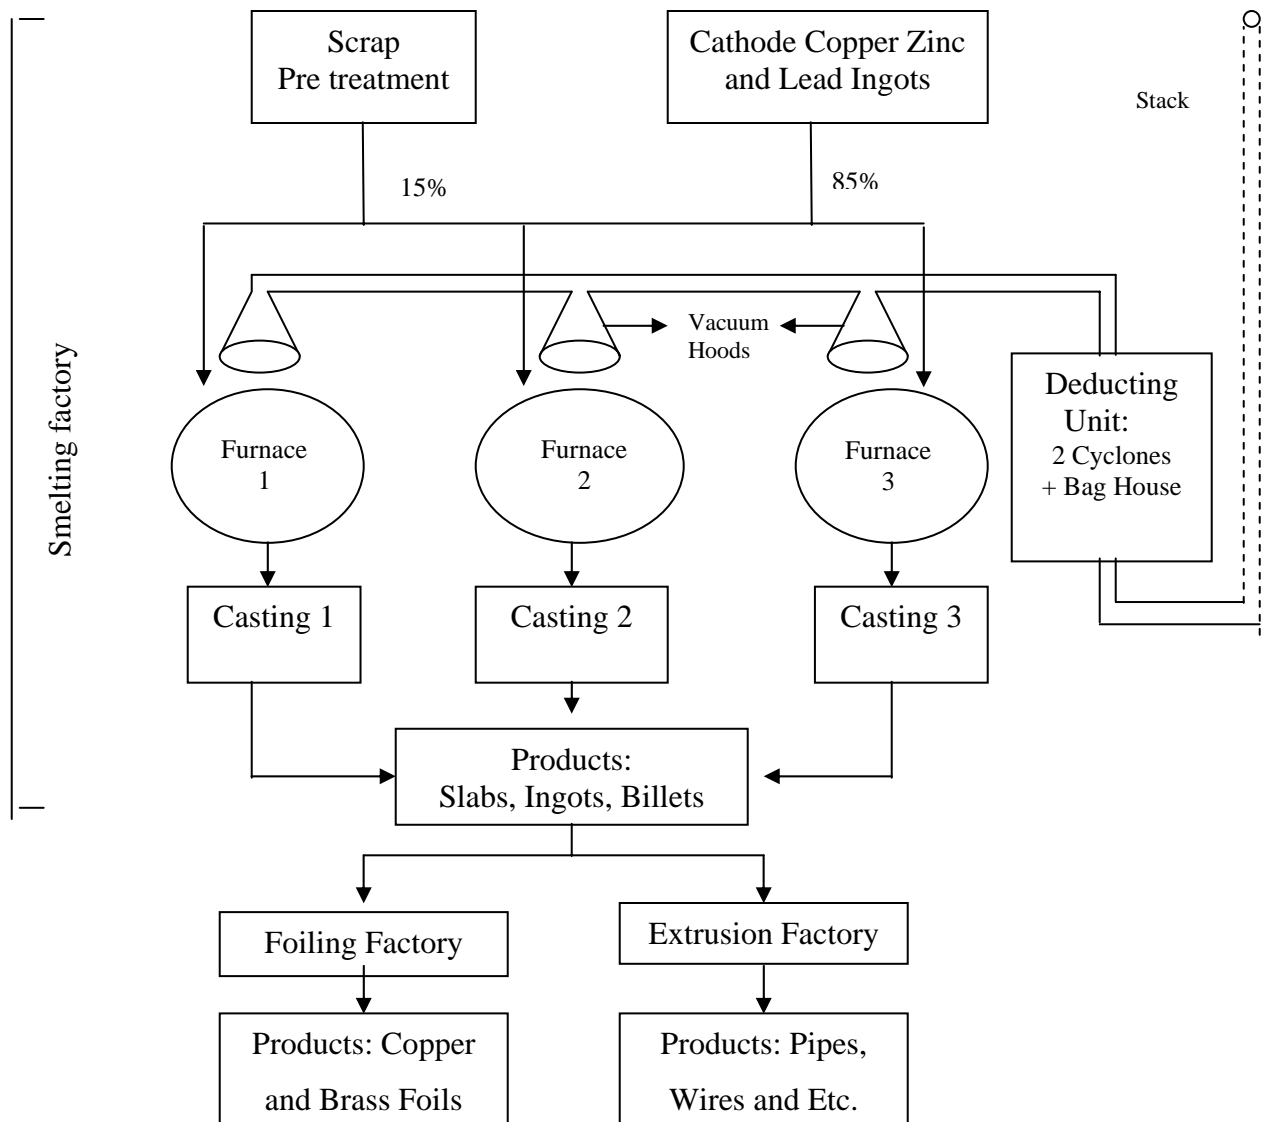 Scrap
Pre treatment
Cathode Copper Zinc
and Lead Ingots
Stack
15%
85%
Vacuum
Hoods
Smelting factory
Furnace
1
Furnace
2
Furnace
3
Deducting
Unit:
2 Cyclones
+ Bag House
Casting 1
Casting 2
Casting 3
Products:
Slabs, Ingots, Billets
Foiling Factory
Extrusion Factory
Products: Copper
and Brass Foils
Products: Pipes,
Wires and Etc.